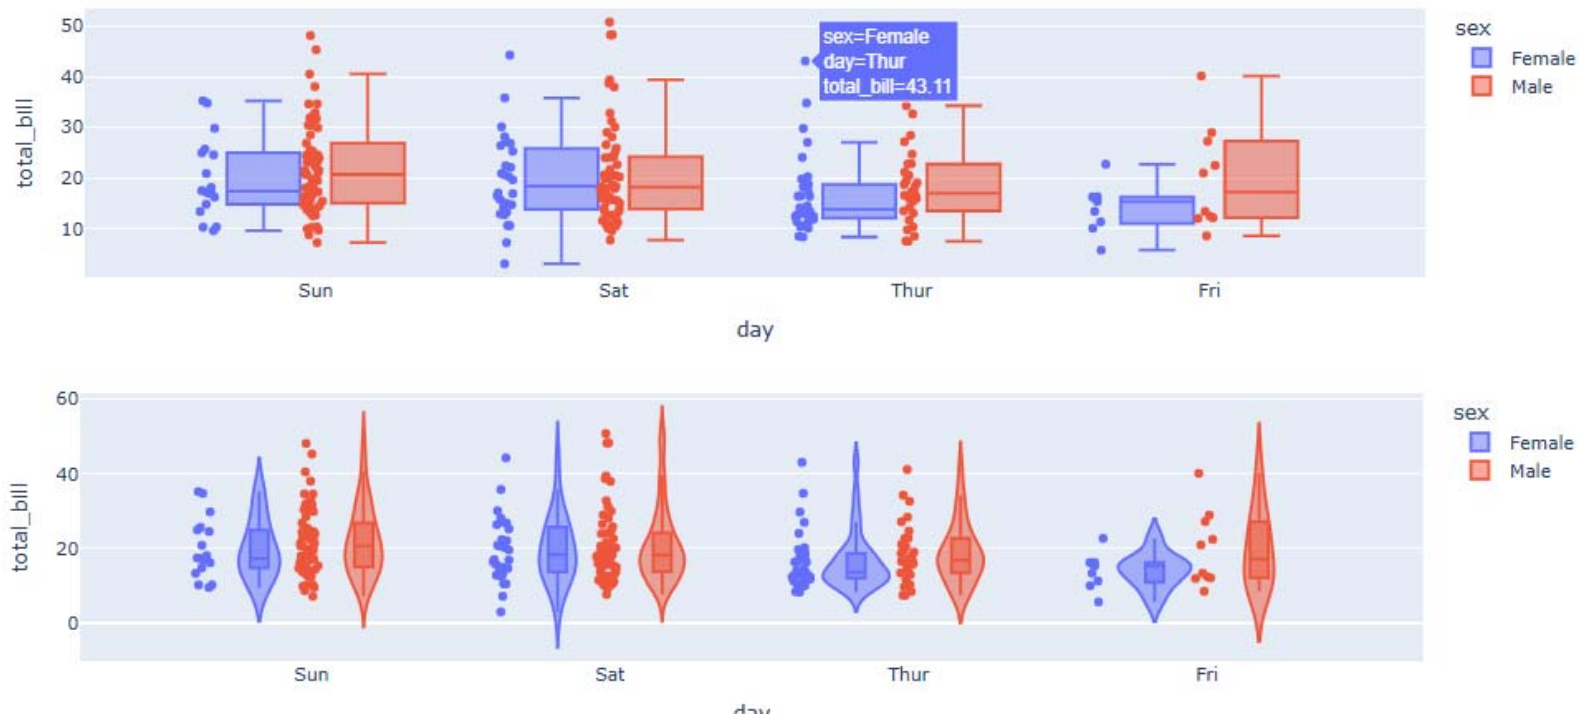 50
40
30
20
10
total_bill
sex=Female
day=Thur
total_bill=43.11
sex
Female
Male
Sun Sat Thur Fri
day
60
40
20
0
total_bill
sex
Female
Male
Sun Sat Thur Fri
day